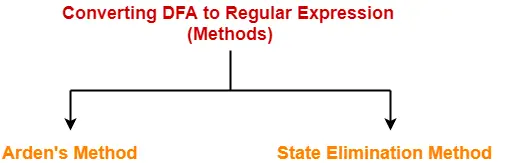 Converting DFA to Regular Expression
(Methods)
Arden's Method
State Elimination Method